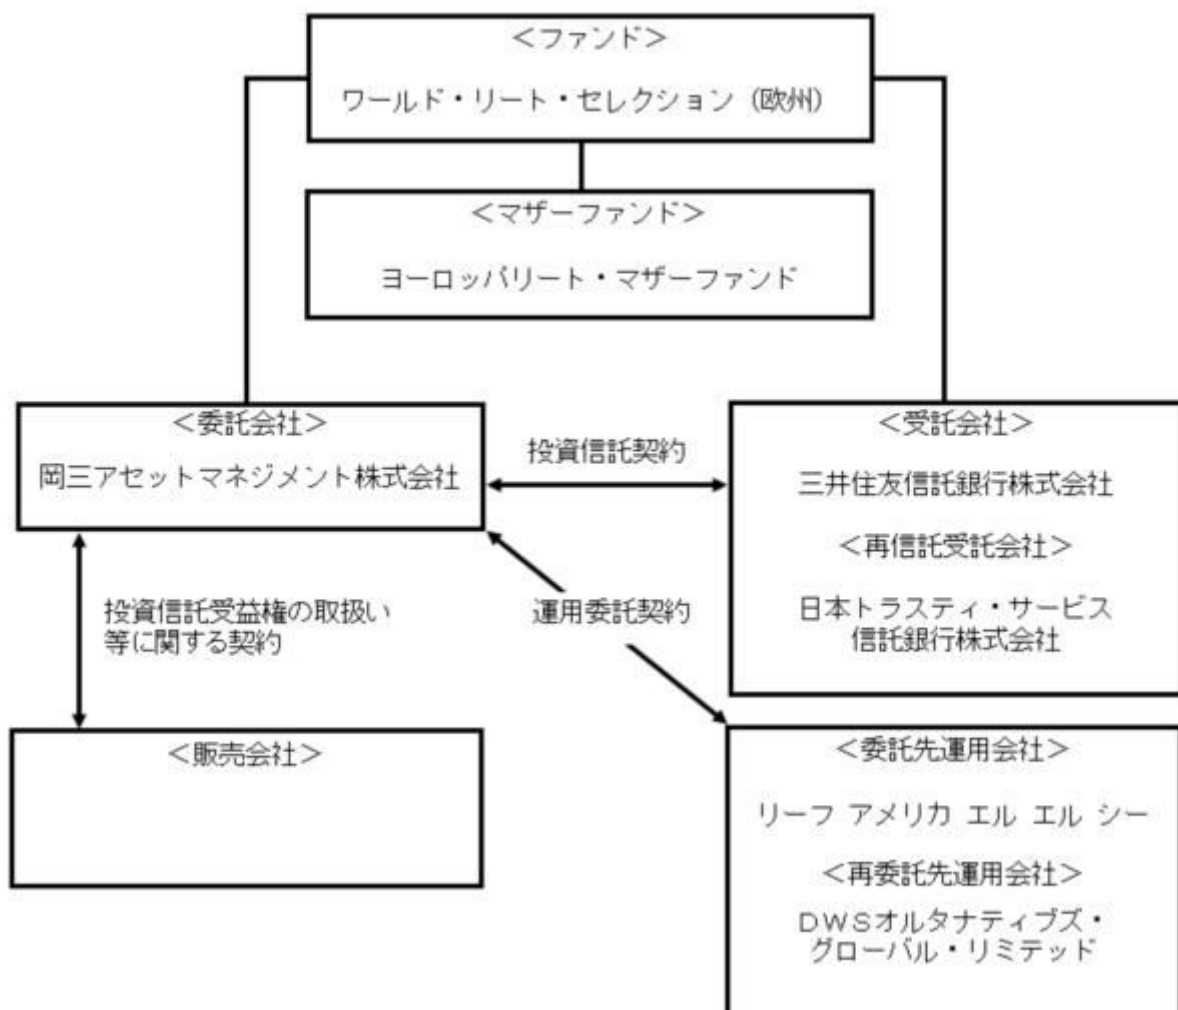 ＜ファンド＞
ワールド・リート・セレクション（欧州）
＜マザーファンド＞
ヨーロッパリート・マザーファンド
＜委託会社＞
岡三アセットマネジメント株式会社
投資信託契約
＜受託会社＞
三井住友信託銀行株式会社
＜再信託受託会社＞
日本トラスティ・サービス
信託銀行株式会社
投資信託受益権の取扱い
等に関する契約
運用委託契約
＜販売会社＞
＜委託先運用会社＞
リーフ アメリカ エル エル シー
＜再委託先運用会社＞
ＤＷＳオルタナティブズ・
グローバル・リミテッド